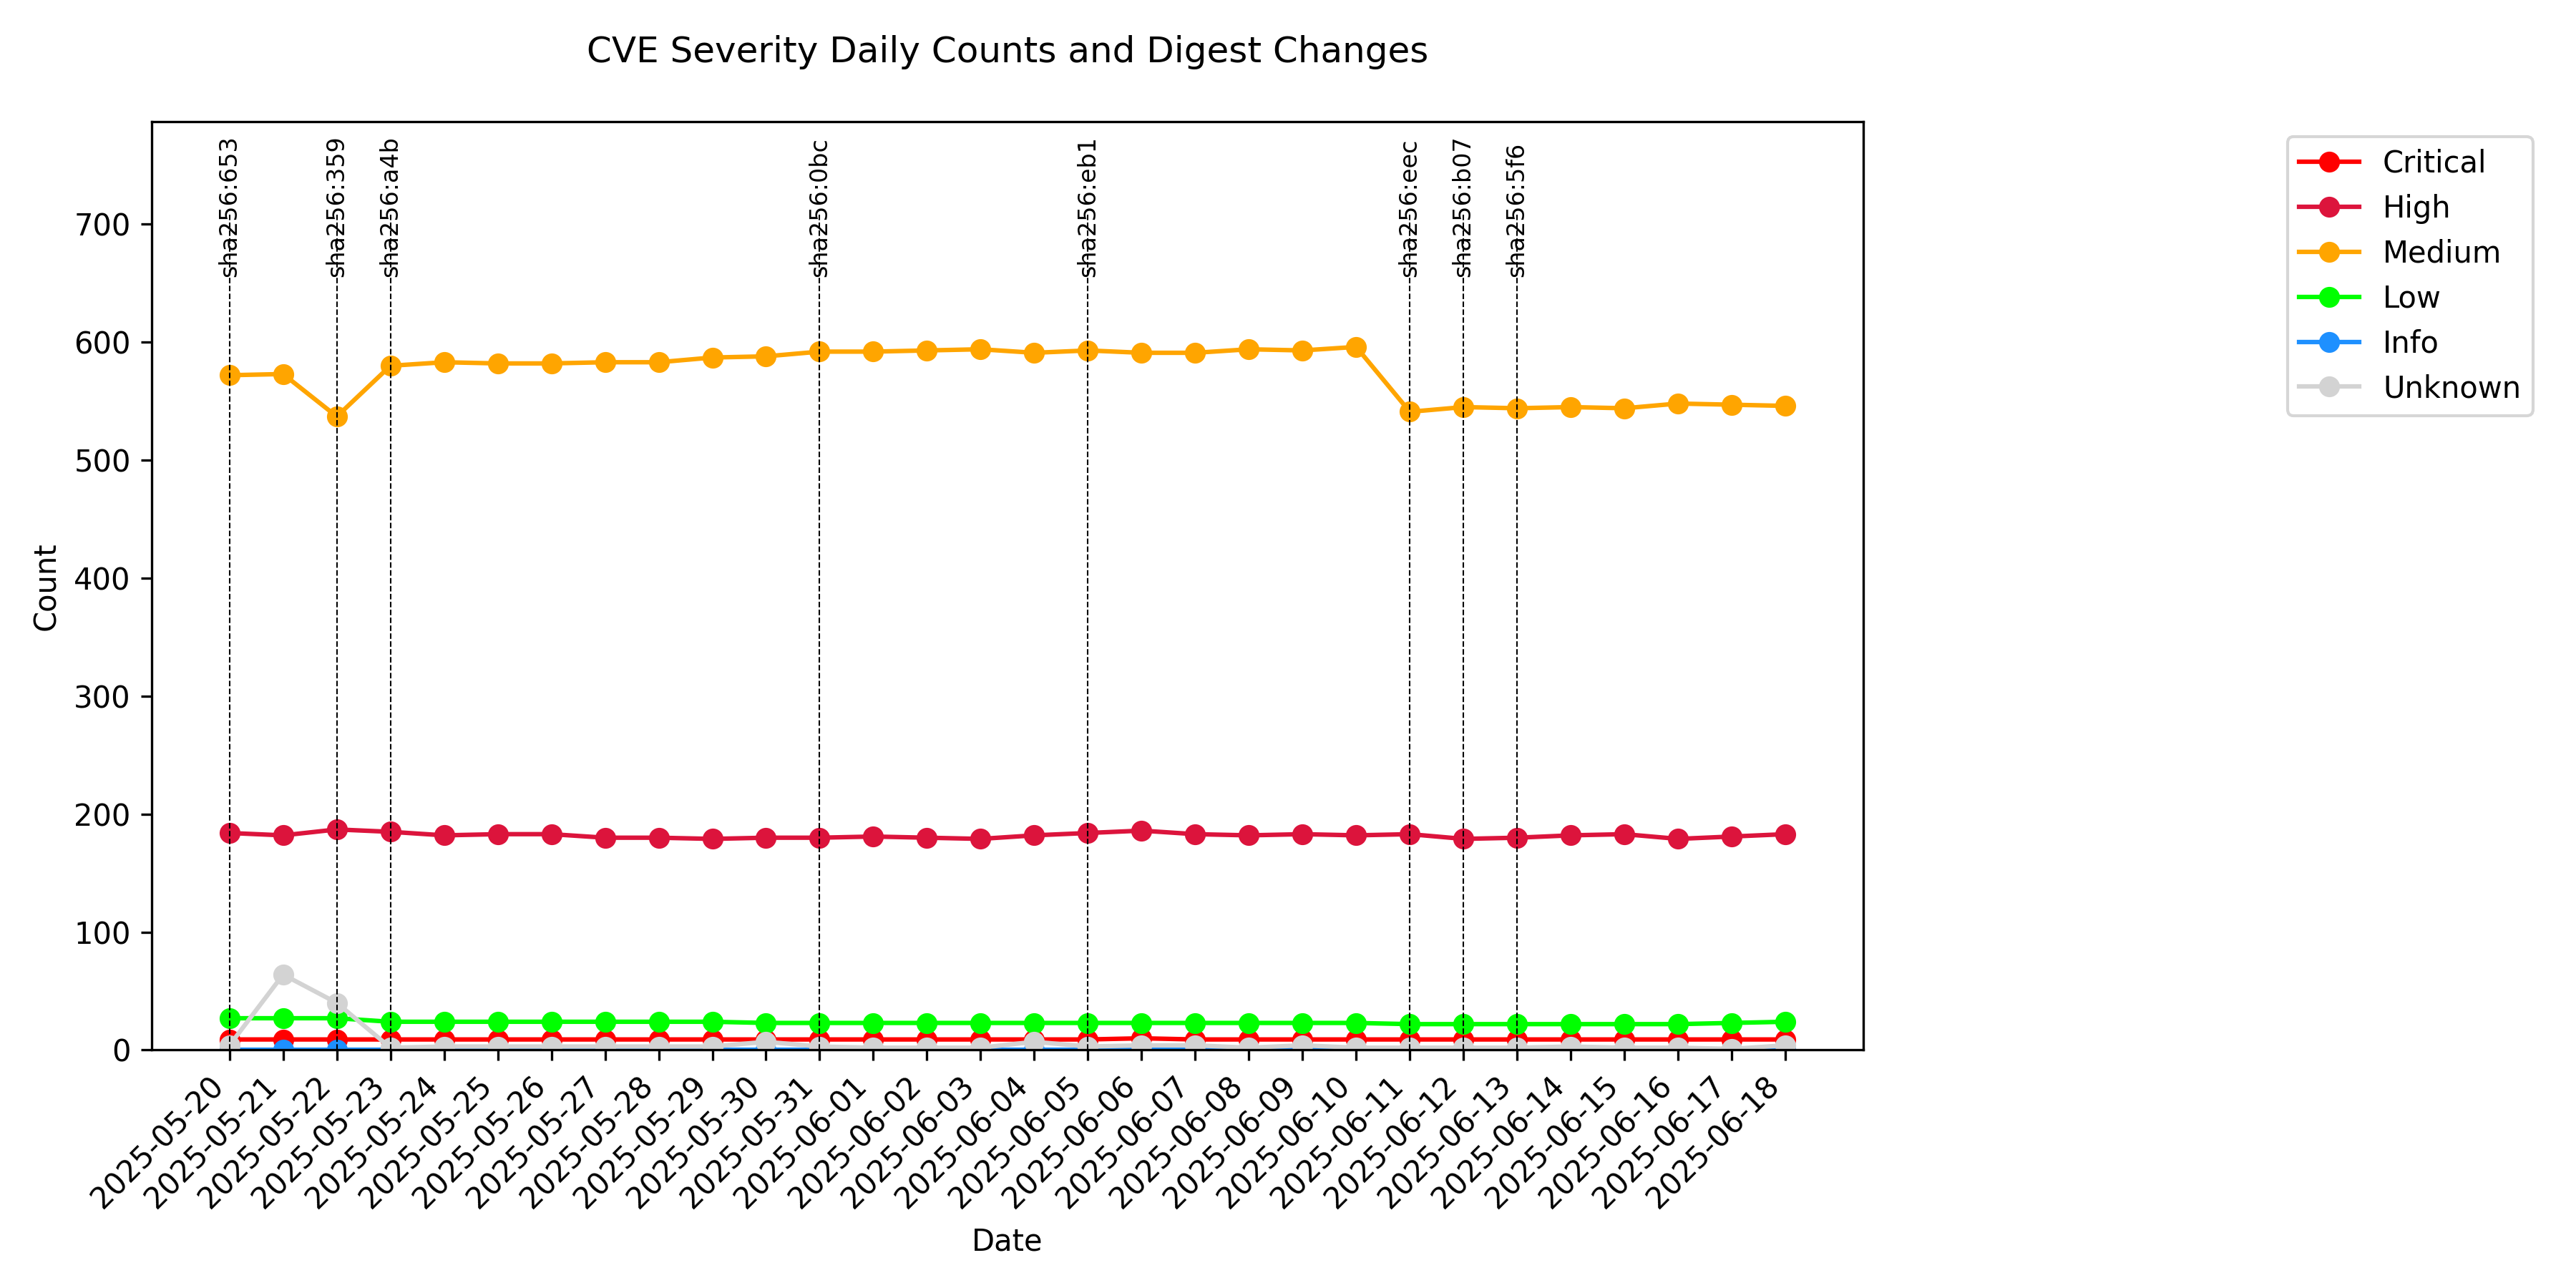 CVE Severity Daily Counts and Digest Changes
sha256:653
sha256:359
sha256:a4b
sha256:0bc
sha256:eb1
sha256:eec
sha256:b07
sha256:5f6
Critical
High
Medium
Low
Info
Unknown
700
600
500
400
300
200
100
0
Count
2025-05-20
2025-05-21
2025-05-22
2025-05-23
2025-05-24
2025-05-25
2025-05-26
2025-05-27
2025-05-28
2025-05-29
2025-05-30
2025-05-31
2025-06-01
2025-06-02
2025-06-03
2025-06-04
2025-06-05
2025-06-06
2025-06-07
2025-06-08
2025-06-09
2025-06-10
2025-06-11
2025-06-12
2025-06-13
2025-06-14
2025-06-15
2025-06-16
2025-06-17
2025-06-18
Date